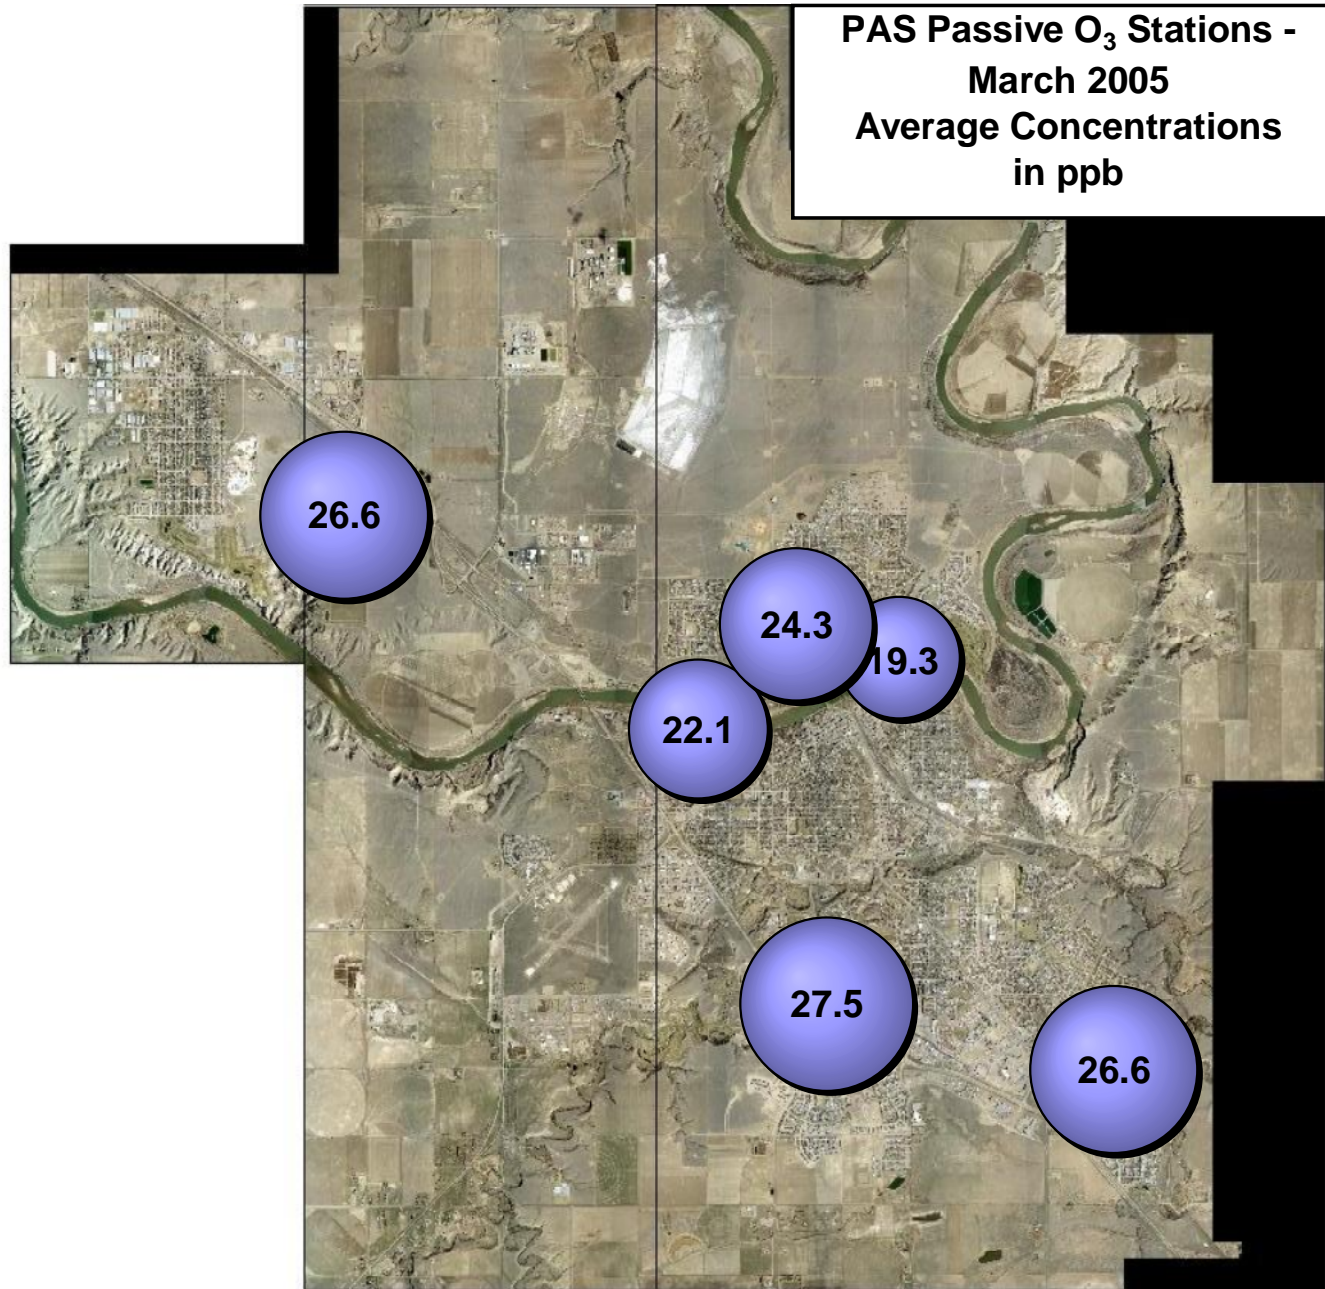 PAS Passive O₃ Stations -
March 2005
Average Concentrations
in ppb
26.6
24.3
19.3
22.1
27.5
26.6